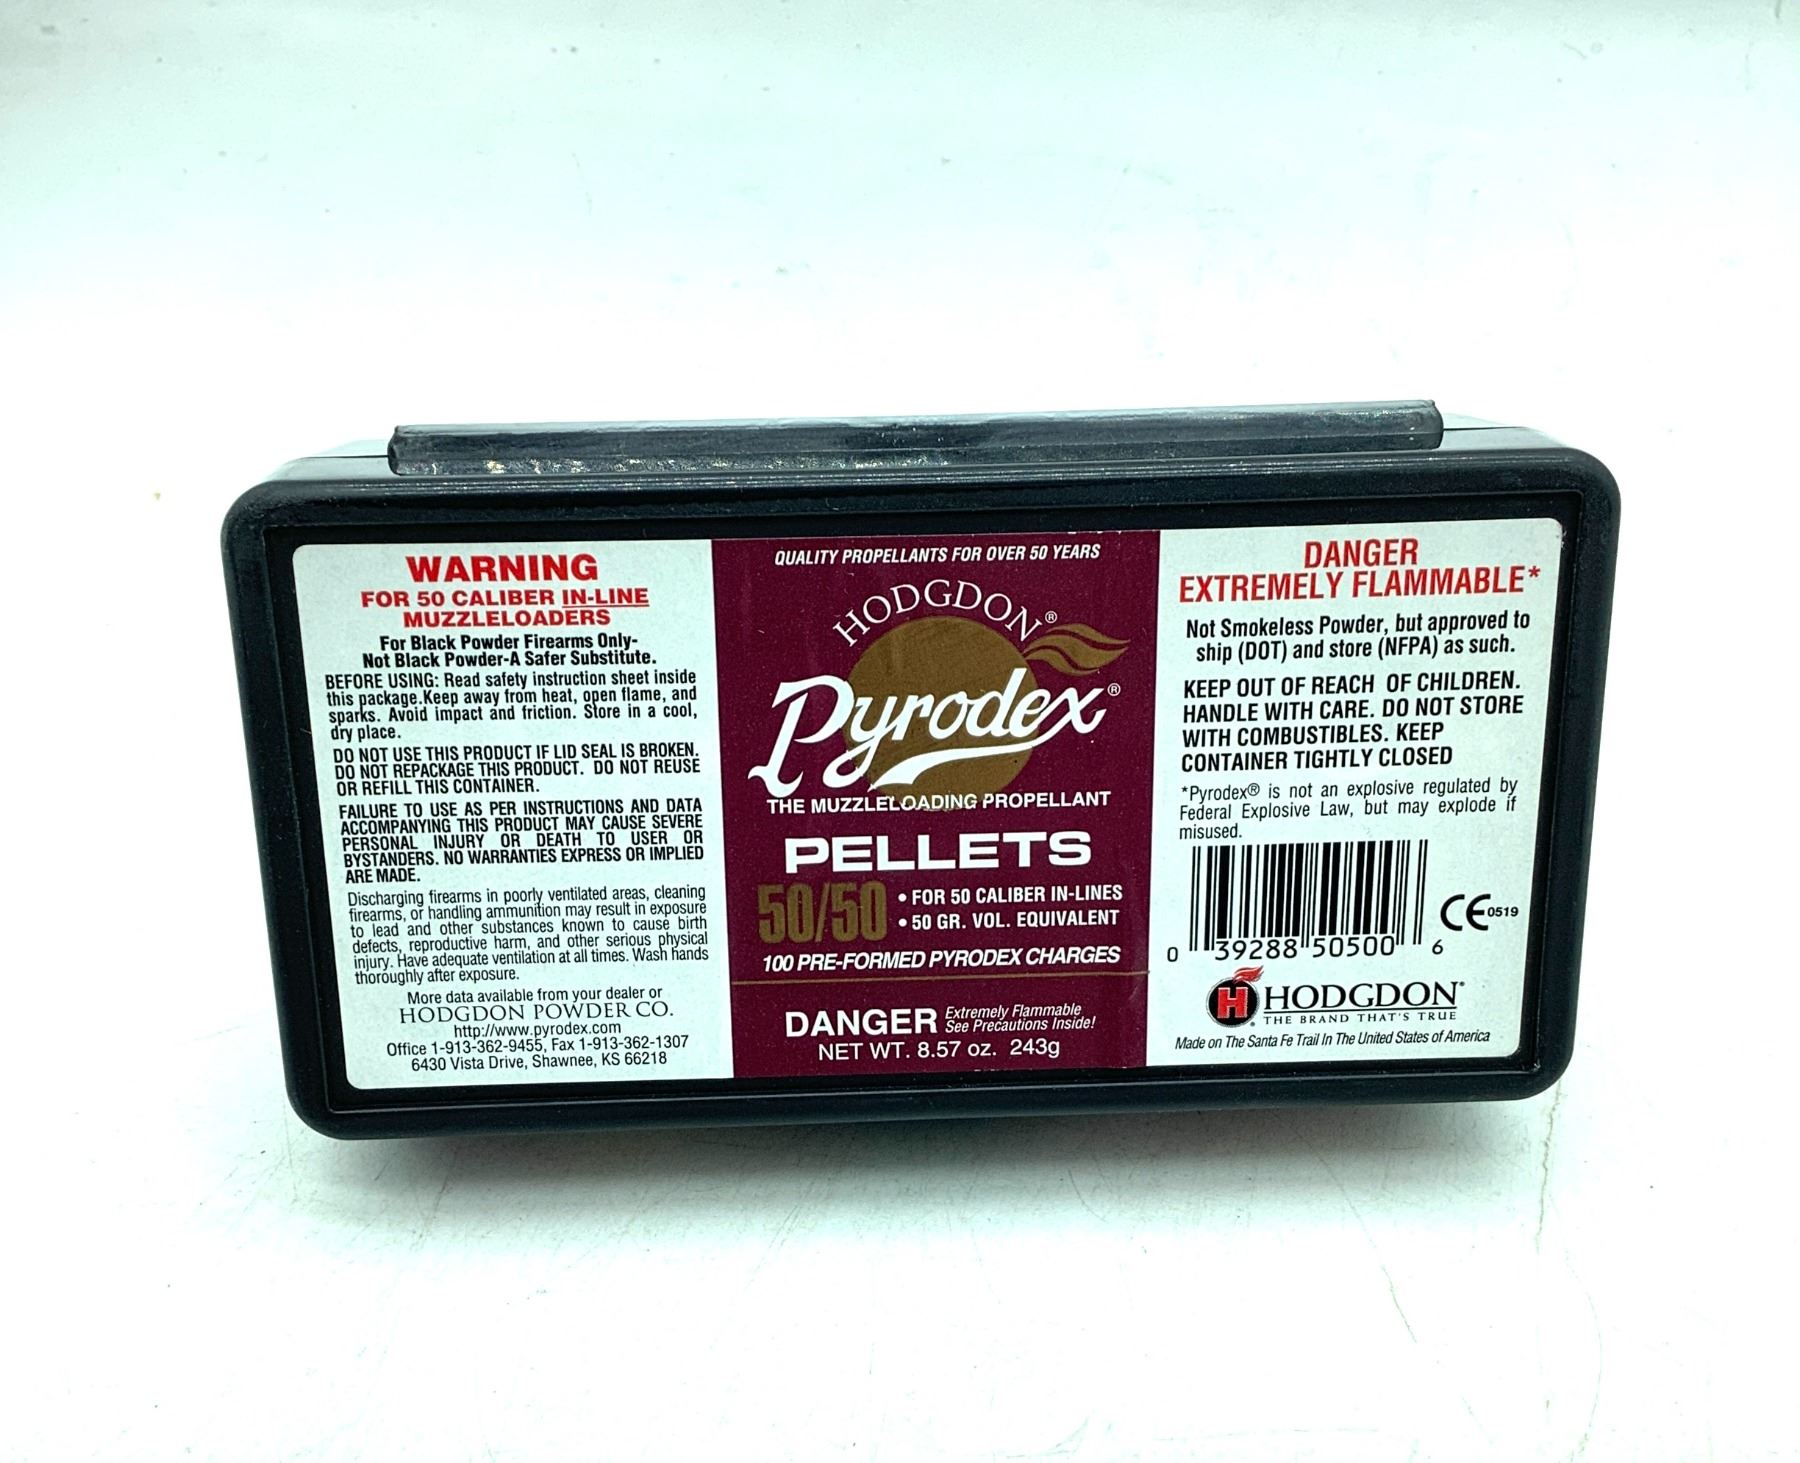 WARNING
FOR 50 CALIBER IN-LINE
MUZZLELOADERS
For Black Powder Firearms Only-
Not Black Powder-A Safer Substitute.
BEFORE USING: Read safety instruction sheet inside
this package.Keep away from heat, open flame, and
sparks. Avoid impact and friction. Store in a cool,
dry place.
DO NOT USE THIS PRODUCT IF LID SEAL IS BROKEN.
DO NOT REPACKAGE THIS PRODUCT. DO NOT REUSE
OR REFILL THIS CONTAINER.
FAILURE TO USE AS PER INSTRUCTIONS AND DATA
ACCOMPANYING THIS PRODUCT MAY CAUSE SEVERE
PERSONAL INJURY OR DEATH TO USER OR
BYSTANDERS. NO WARRANTIES EXPRESS OR IMPLIED
ARE MADE.
Discharging firearms in poorly ventilated areas, cleaning
firearms, or handling ammunition may result in exposure
to lead and other substances known to cause birth
defects, reproductive harm, and other serious physical
injury. Have adequate ventilation at all times. Wash hands
thoroughly after exposure.
More data available from your dealer or
HODGDON POWDER CO.
http://www.pyrodex.com
Office 1-913-362-9455, Fax 1-913-362-1307
6430 Vista Drive, Shawnee, KS 66218
QUALITY PROPELLANTS FOR OVER 50 YEARS
HODGDON®
Pyrodex®
THE MUZZLELOADING PROPELLANT
PELLETS
50/50
• FOR 50 CALIBER IN-LINES
• 50 GR. VOL. EQUIVALENT
100 PRE-FORMED PYRODEX CHARGES
DANGER Extremely Flammable
See Precautions Inside!
NET WT. 8.57 oz. 243g
DANGER
EXTREMELY FLAMMABLE*
Not Smokeless Powder, but approved to
ship (DOT) and store (NFPA) as such.
KEEP OUT OF REACH OF CHILDREN.
HANDLE WITH CARE. DO NOT STORE
WITH COMBUSTIBLES. KEEP
CONTAINER TIGHTLY CLOSED
*Pyrodex® is not an explosive regulated by
Federal Explosive Law, but may explode if
misused.
CE0519
0 39288 50500 6
H HODGDON®
THE BRAND THAT'S TRUE
Made on The Santa Fe Trail In The United States of America